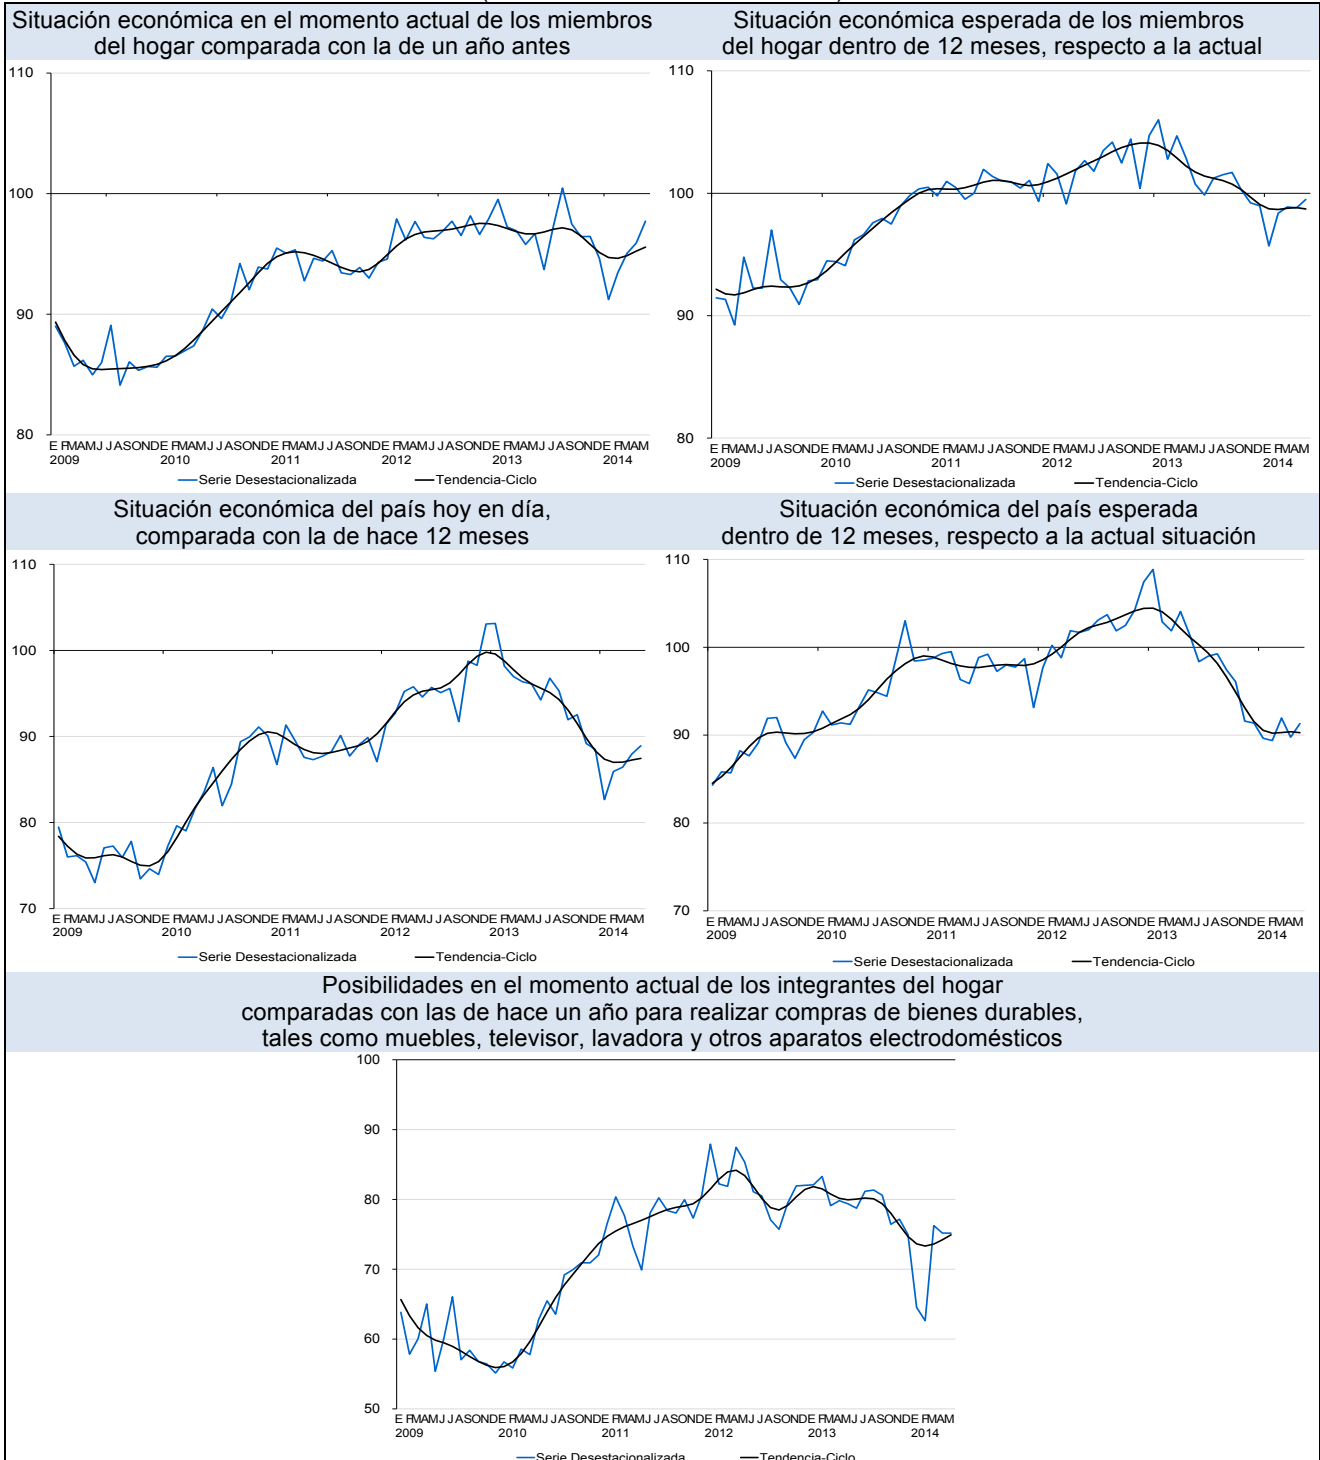 Situación económica en el momento actual de los miembros
del hogar comparada con la de un año antes
110
100
90
80
E FMAMJ JASONDE FMAMJ JASONDE FMAMJ JASONDE FMAMJ JASONDE FMAMJ JASONDE FMAM
2009 2010 2011 2012 2013 2014
Serie Desestacionalizada Tendencia-Ciclo
Situación económica esperada de los miembros
del hogar dentro de 12 meses, respecto a la actual
110
100
90
80
E FMAMJ JASONDE FMAMJ JASONDE FMAMJ JASONDE FMAMJ JASONDE FMAMJ JASONDE FMAM
2009 2010 2011 2012 2013 2014
Serie Desestacionalizada Tendencia-Ciclo
Situación económica del país hoy en día,
comparada con la de hace 12 meses
110
100
90
80
70
E FMAMJ JASONDE FMAMJ JASONDE FMAMJ JASONDE FMAMJ JASONDE FMAMJ JASONDE FMAM
2009 2010 2011 2012 2013 2014
Serie Desestacionalizada Tendencia-Ciclo
Situación económica del país esperada
dentro de 12 meses, respecto a la actual situación
110
100
90
80
70
E FMAMJ JASONDE FMAMJ JASONDE FMAMJ JASONDE FMAMJ JASONDE FMAMJ JASONDE FMAM
2009 2010 2011 2012 2013 2014
Serie Desestacionalizada Tendencia-Ciclo
Posibilidades en el momento actual de los integrantes del hogar
comparadas con las de hace un año para realizar compras de bienes durables,
tales como muebles, televisor, lavadora y otros aparatos electrodomésticos
100
90
80
70
60
50
E FMAMJ JASONDE FMAMJ JASONDE FMAMJ JASONDE FMAMJ JASONDE FMAMJ JASONDE FMAM
2009 2010 2011 2012 2013 2014
Serie Desestacionalizada Tendencia-Ciclo